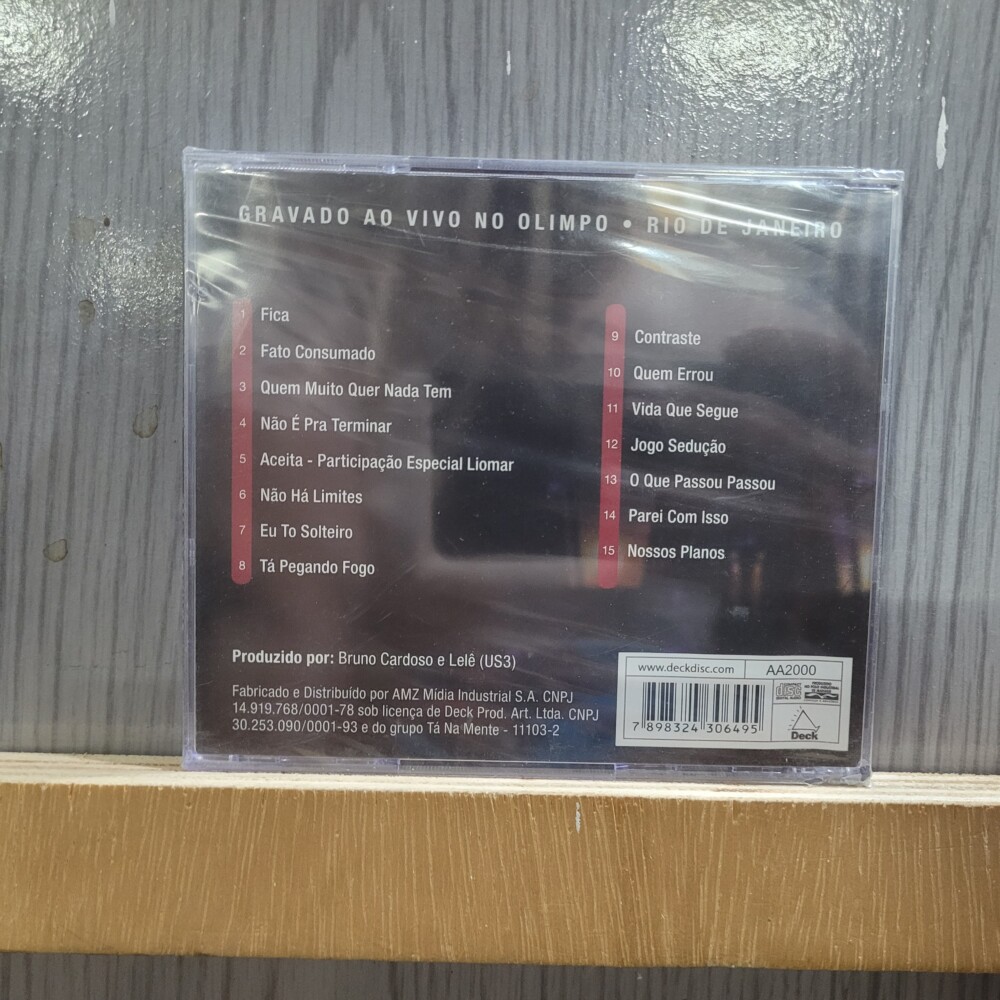 GRAVADO AO VIVO NO OLIMPO • RIO DE JANEIRO
1 Fica
2 Fato Consumado
3 Quem Muito Quer Nada Tem
4 Não É Pra Terminar
5 Aceita - Participação Especial Liomar
6 Não Há Limites
7 Eu To Solteiro
8 Tá Pegando Fogo
9 Contraste
10 Quem Errou
11 Vida Que Segue
12 Jogo Sedução
13 O Que Passou Passou
14 Parei Com Isso
15 Nossos Planos
Produzido por: Bruno Cardoso e Lelê (US3)
Fabricado e Distribuído por AMZ Mídia Industrial S.A. CNPJ
14.919.768/0001-78 sob licença de Deck Prod. Art. Ltda. CNPJ
30.253.090/0001-93 e do grupo Tá Na Mente - 11103-2
www.deckdisc.com AA2000
COMPACT
disc
DIGITAL AUDIO
7 898324 306495
Deck